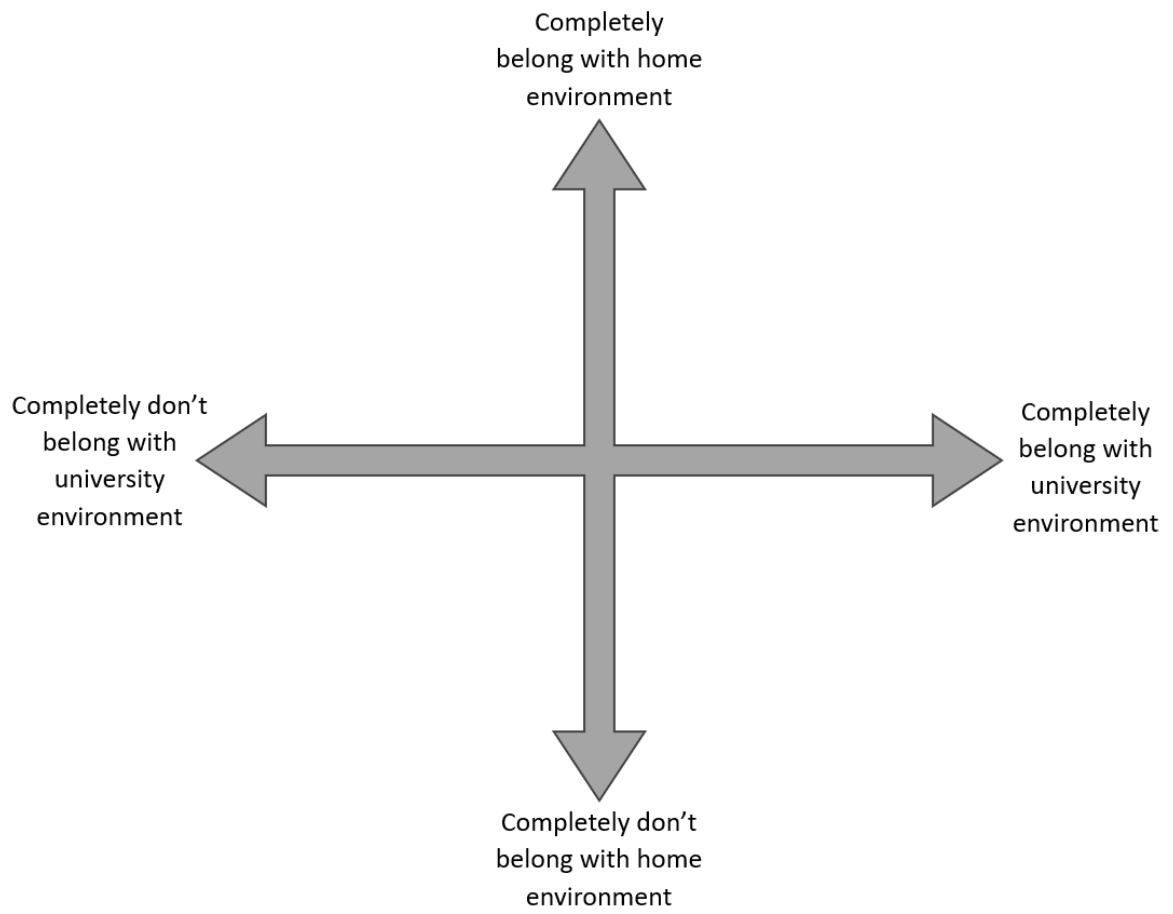 Completely
belong with home
environment
Completely don’t
belong with
university
environment
Completely
belong with
university
environment
Completely don’t
belong with home
environment